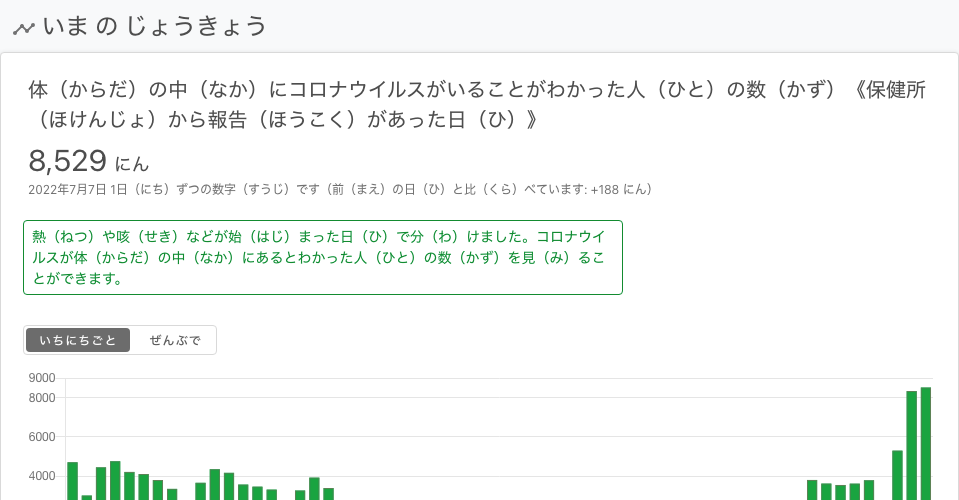 いま の じょうきょう
体（からだ）の中（なか）にコロナウイルスがいることがわかった人（ひと）の数（かず）《保健所
（ほけんじょ）から報告（ほうこく）があった日（ひ）》
8,529 にん
2022年7月7日 1日（にち）ずつの数字（すうじ）です（前（まえ）の日（ひ）と比（くら）べています: +188 にん）
熱（ねつ）や咳（せき）などが始（はじ）まった日（ひ）で分（わ）けました。コロナウイ
ルスが体（からだ）の中（なか）にあるとわかった人（ひと）の数（かず）を見（み）るこ
とができます。
いちにちごと ぜんぶで
9000
8000
6000
4000